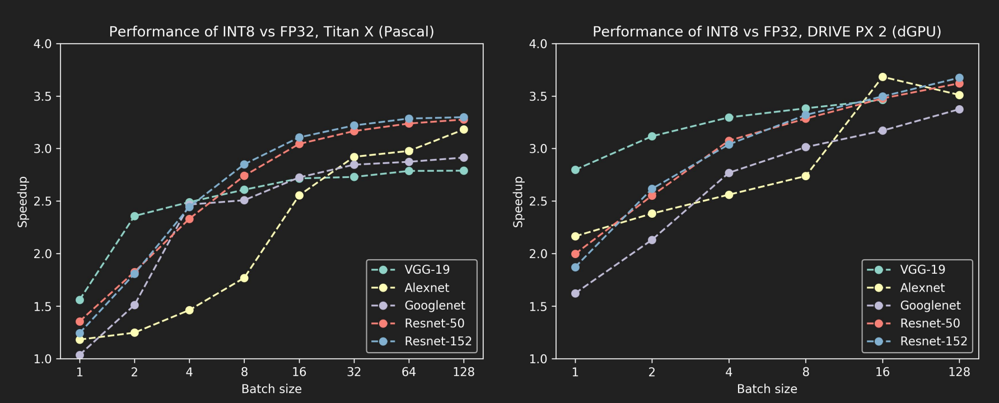 Performance of INT8 vs FP32, Titan X (Pascal)
4.0
3.5
3.0
2.5
2.0
1.5
1.0
Speedup
1 2 4 8 16 32 64 128
Batch size
VGG-19
Alexnet
Googlenet
Resnet-50
Resnet-152
Performance of INT8 vs FP32, DRIVE PX 2 (dGPU)
4.0
3.5
3.0
2.5
2.0
1.5
1.0
Speedup
1 2 4 8 16 128
Batch size
VGG-19
Alexnet
Googlenet
Resnet-50
Resnet-152